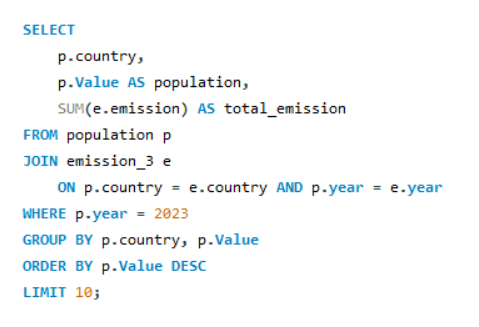 SELECT
    p.country,
    p.Value AS population,
    SUM(e.emission) AS total_emission
FROM population p
JOIN emission_3 e
    ON p.country = e.country AND p.year = e.year
WHERE p.year = 2023
GROUP BY p.country, p.Value
ORDER BY p.Value DESC
LIMIT 10;